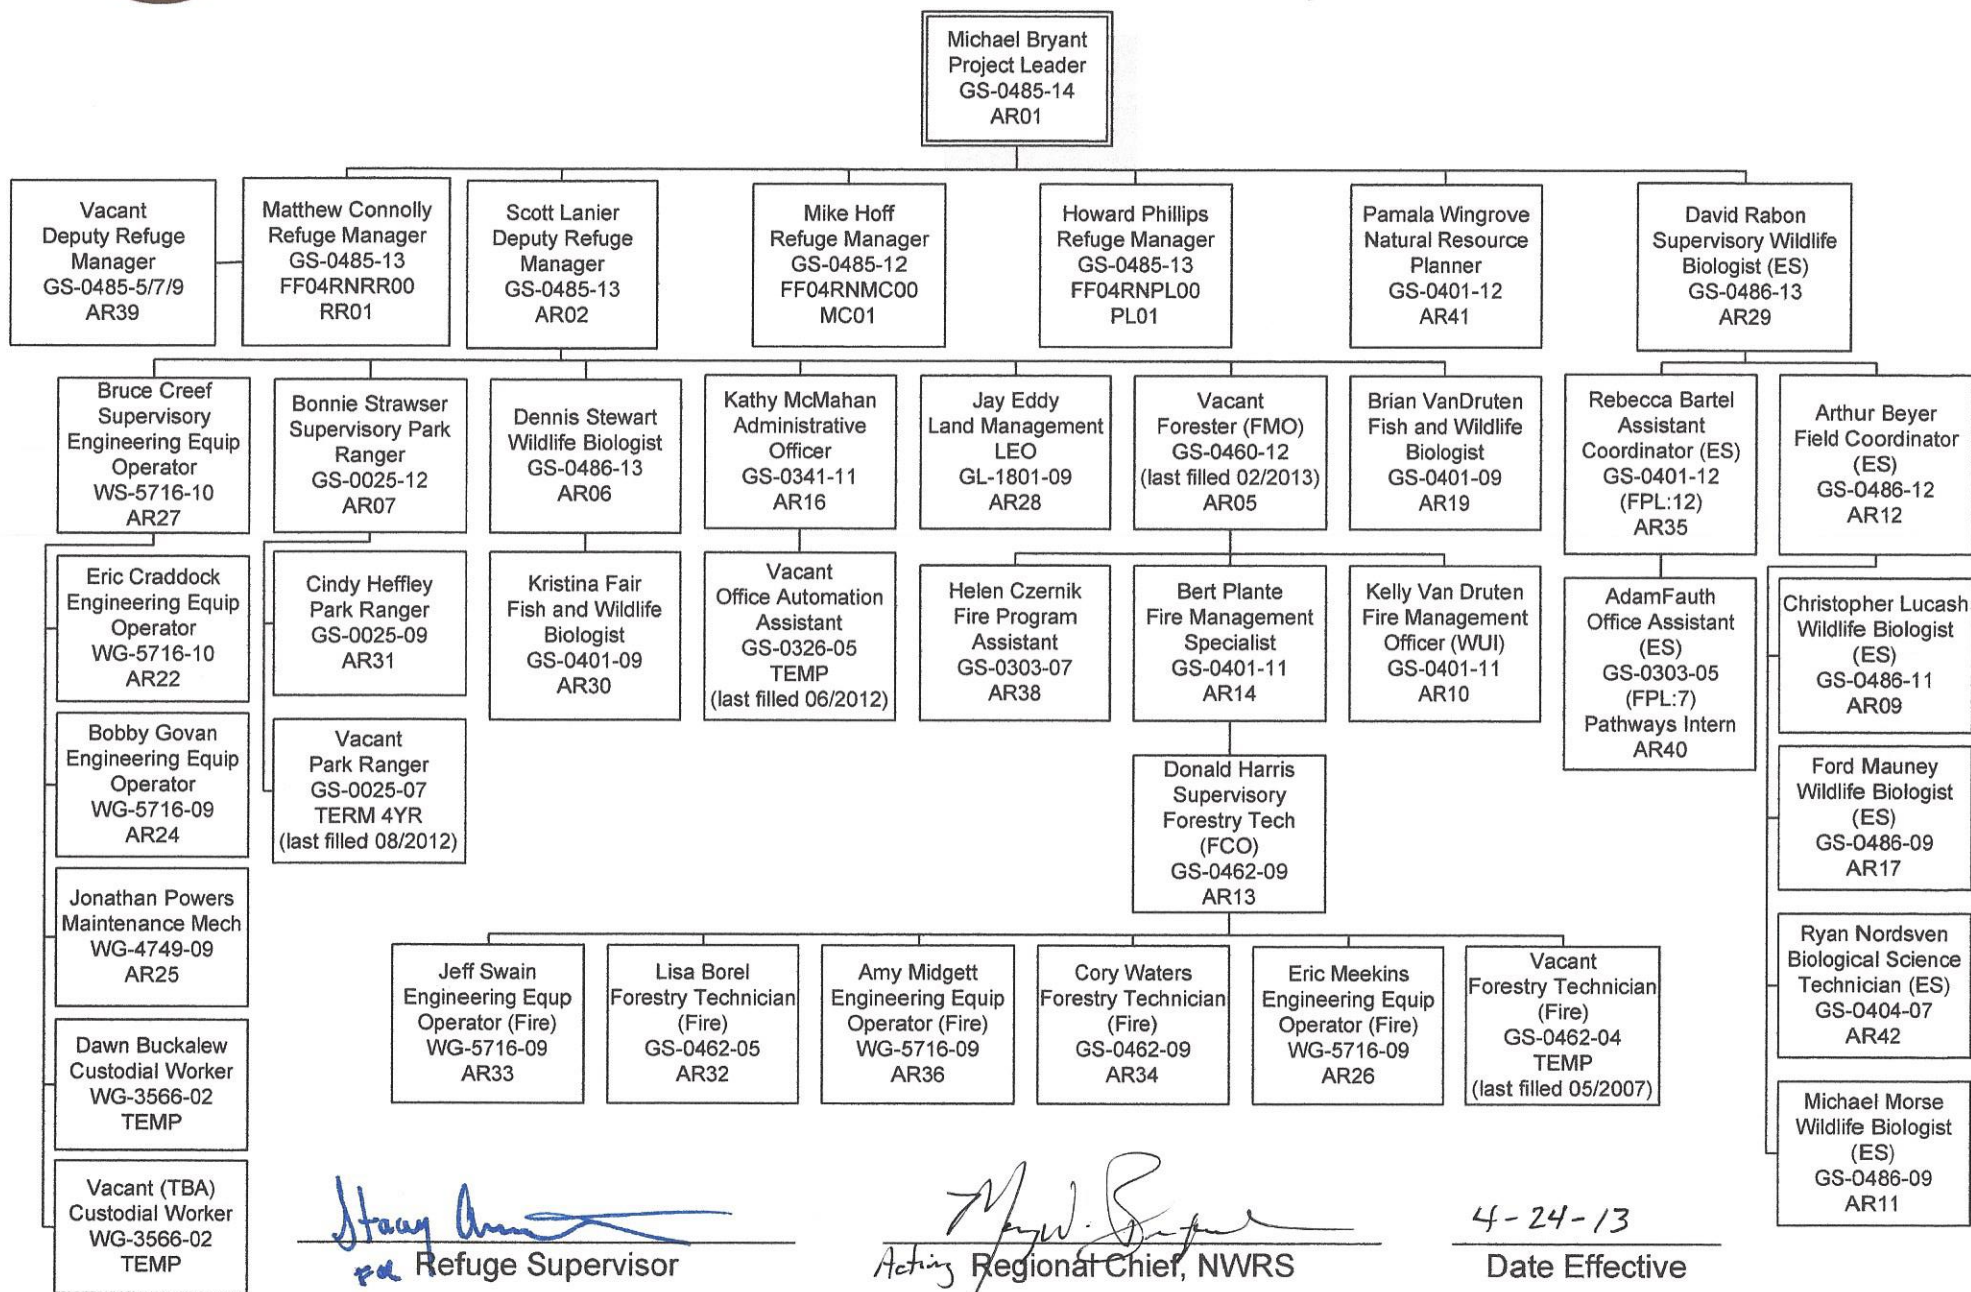 Michael Bryant
Project Leader
GS-0485-14
AR01
Vacant
Deputy Refuge
Manager
GS-0485-5/7/9
AR39
Matthew Connolly
Refuge Manager
GS-0485-13
FF04RNRR00
RR01
Scott Lanier
Deputy Refuge
Manager
GS-0485-13
AR02
Mike Hoff
Refuge Manager
GS-0485-12
FF04RNMC00
MC01
Howard Phillips
Refuge Manager
GS-0485-13
FF04RNPL00
PL01
Pamala Wingrove
Natural Resource
Planner
GS-0401-12
AR41
David Rabon
Supervisory Wildlife
Biologist (ES)
GS-0486-13
AR29
Bruce Creef
Supervisory
Engineering Equip
Operator
WS-5716-10
AR27
Bonnie Strawser
Supervisory Park
Ranger
GS-0025-12
AR07
Dennis Stewart
Wildlife Biologist
GS-0486-13
AR06
Kathy McMahan
Administrative
Officer
GS-0341-11
AR16
Jay Eddy
Land Management
LEO
GL-1801-09
AR28
Vacant
Forester (FMO)
GS-0460-12
(last filled 02/2013)
AR05
Brian VanDruten
Fish and Wildlife
Biologist
GS-0401-09
AR19
Rebecca Bartel
Assistant
Coordinator (ES)
GS-0401-12
(FPL:12)
AR35
Arthur Beyer
Field Coordinator
(ES)
GS-0486-12
AR12
Eric Craddock
Engineering Equip
Operator
WG-5716-10
AR22
Cindy Heffley
Park Ranger
GS-0025-09
AR31
Kristina Fair
Fish and Wildlife
Biologist
GS-0401-09
AR30
Vacant
Office Automation
Assistant
GS-0326-05
TEMP
(last filled 06/2012)
Helen Czernik
Fire Program
Assistant
GS-0303-07
AR38
Bert Plante
Fire Management
Specialist
GS-0401-11
AR14
Kelly Van Druten
Fire Management
Officer (WUI)
GS-0401-11
AR10
AdamFauth
Office Assistant
(ES)
GS-0303-05
(FPL:7)
Pathways Intern
AR40
Christopher Lucash
Wildlife Biologist
(ES)
GS-0486-11
AR09
Bobby Govan
Engineering Equip
Operator
WG-5716-09
AR24
Vacant
Park Ranger
GS-0025-07
TERM 4YR
(last filled 08/2012)
Donald Harris
Supervisory
Forestry Tech
(FCO)
GS-0462-09
AR13
Ford Mauney
Wildlife Biologist
(ES)
GS-0486-09
AR17
Jonathan Powers
Maintenance Mech
WG-4749-09
AR25
Jeff Swain
Engineering Equp
Operator (Fire)
WG-5716-09
AR33
Lisa Borel
Forestry Technician
(Fire)
GS-0462-05
AR32
Amy Midgett
Engineering Equip
Operator (Fire)
WG-5716-09
AR36
Cory Waters
Forestry Technician
(Fire)
GS-0462-09
AR34
Eric Meekins
Engineering Equip
Operator (Fire)
WG-5716-09
AR26
Vacant
Forestry Technician
(Fire)
GS-0462-04
TEMP
(last filled 05/2007)
Ryan Nordsven
Biological Science
Technician (ES)
GS-0404-07
AR42
Dawn Buckalew
Custodial Worker
WG-3566-02
TEMP
Michael Morse
Wildlife Biologist
(ES)
GS-0486-09
AR11
Vacant (TBA)
Custodial Worker
WG-3566-02
TEMP
Stacy
for Refuge Supervisor
Acting Regional Chief, NWRS
4-24-13
Date Effective